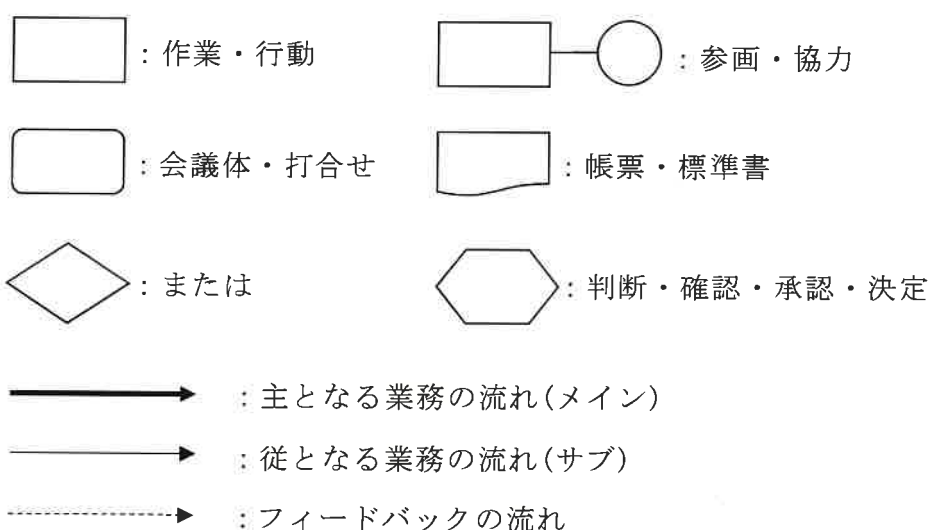 ：作業・行動
：参画・協力
：会議体・打合せ
：帳票・標準書
：または
：判断・確認・承認・決定
：主となる業務の流れ(メイン)
：従となる業務の流れ(サブ)
：フィードバックの流れ